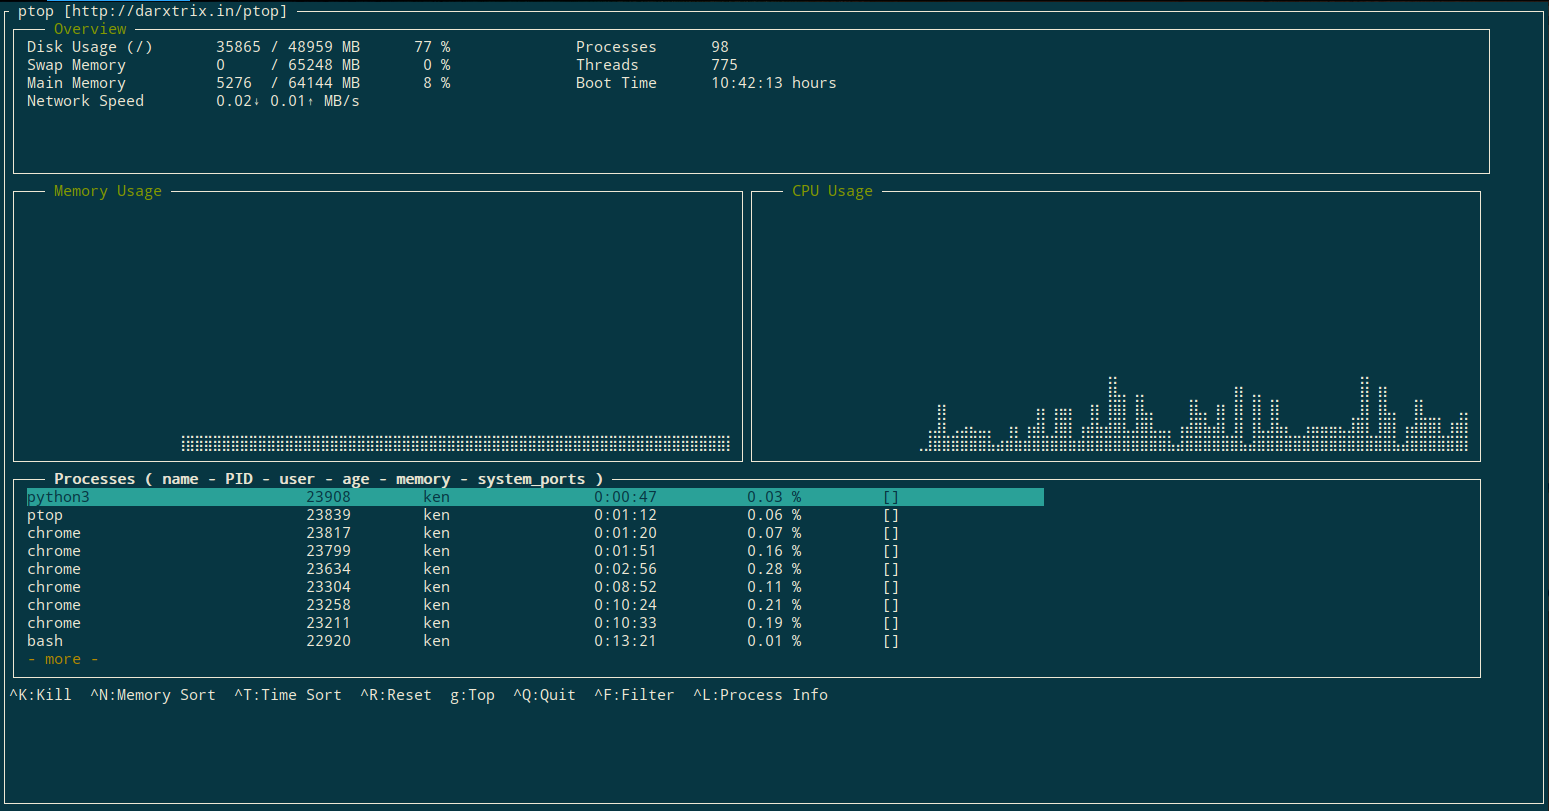 ptop [http://darxtrix.in/ptop]
Overview
Disk Usage (/) 35865 / 48959 MB 77 % Processes 98
Swap Memory 0 / 65248 MB 0 % Threads 775
Main Memory 5276 / 64144 MB 8 % Boot Time 10:42:13 hours
Network Speed 0.02↓ 0.01↑ MB/s
Memory Usage CPU Usage
Processes ( name - PID - user - age - memory - system_ports )
python3 23908 ken 0:00:47 0.03 % []
ptop 23839 ken 0:01:12 0.06 % []
chrome 23817 ken 0:01:20 0.07 % []
chrome 23799 ken 0:01:51 0.16 % []
chrome 23634 ken 0:02:56 0.28 % []
chrome 23304 ken 0:08:52 0.11 % []
chrome 23258 ken 0:10:24 0.21 % []
chrome 23211 ken 0:10:33 0.19 % []
bash 22920 ken 0:13:21 0.01 % []
- more -
^K:Kill ^N:Memory Sort ^T:Time Sort ^R:Reset g:Top ^Q:Quit ^F:Filter ^L:Process Info